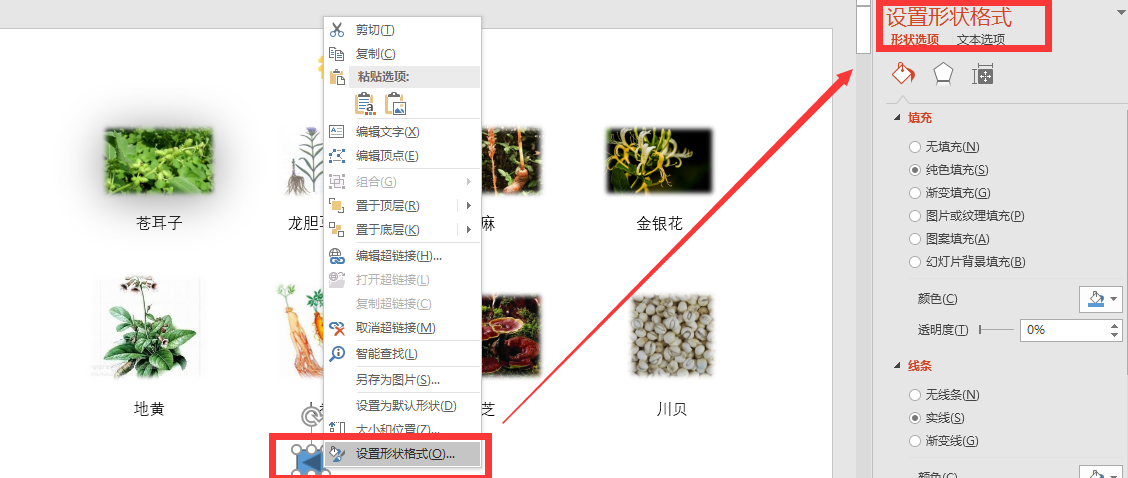 剪切(T)
复制(C)
粘贴选项:
编辑文字(X)
编辑顶点(E)
组合(G)
置于顶层(R)
置于底层(K)
编辑超链接(H)...
打开超链接(L)
复制超链接(C)
取消超链接(M)
智能查找(L)
另存为图片(S)...
设置为默认形状(D)
大小和位置(Z)...
设置形状格式(O)...
苍耳子
龙胆
麻
金银花
地黄
芝
川贝
设置形状格式
形状选项 文本选项
填充
无填充(N)
纯色填充(S)
渐变填充(G)
图片或纹理填充(P)
图案填充(A)
幻灯片背景填充(B)
颜色(C)
透明度(T) 0%
线条
无线条(N)
实线(S)
渐变线(G)
颜色(C)